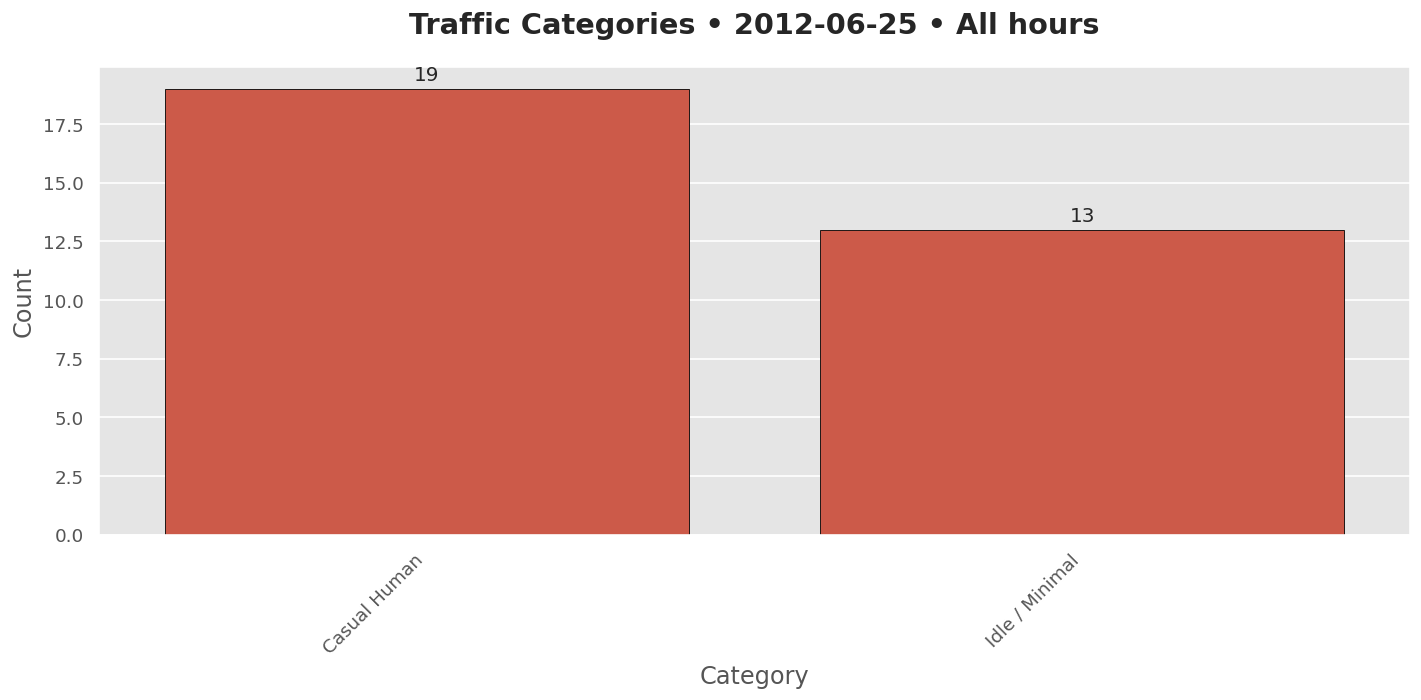 Traffic Categories • 2012-06-25 • All hours
19
17.5
15.0
13
12.5
10.0
Count
7.5
5.0
2.5
0.0
Casual Human
Idle / Minimal
Category